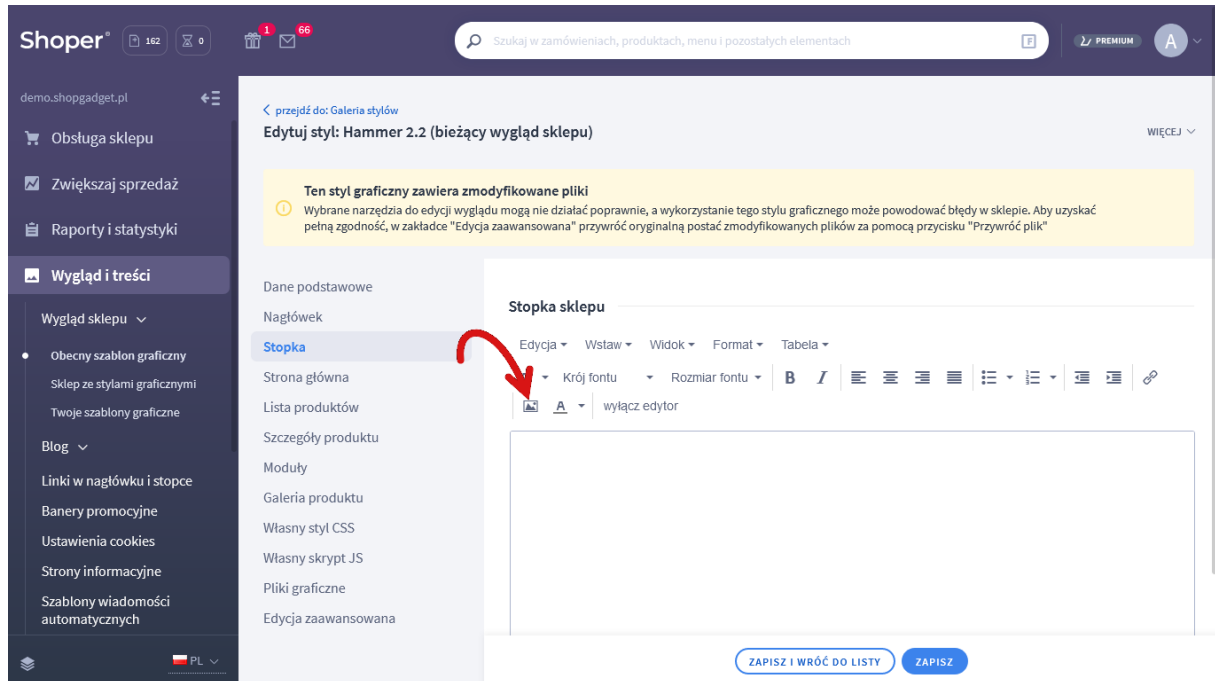 Shoper®
162
0
1
66
Szukaj w zamówieniach, produktach, menu i pozostałych elementach
F
PREMIUM
A
demo.shopgadget.pl
Obsługa sklepu
Zwiększaj sprzedaż
Raporty i statystyki
Wygląd i treści
Wygląd sklepu
Obecny szablon graficzny
Sklep ze stylami graficznymi
Twoje szablony graficzne
Blog
Linki w nagłówku i stopce
Banery promocyjne
Ustawienia cookies
Strony informacyjne
Szablony wiadomości
automatycznych
PL
przejdź do: Galeria stylów
Edytuj styl: Hammer 2.2 (bieżący wygląd sklepu)
WIĘCEJ
Ten styl graficzny zawiera zmodyfikowane pliki
Wybrane narzędzia do edycji wyglądu mogą nie działać poprawnie, a wykorzystanie tego stylu graficznego może powodować błędy w sklepie. Aby uzyskać
pełną zgodność, w zakładce "Edycja zaawansowana" przywróć oryginalną postać zmodyfikowanych plików za pomocą przycisku "Przywróć plik"
Dane podstawowe
Nagłówek
Stopka
Strona główna
Lista produktów
Szczegóły produktu
Moduły
Galeria produktu
Własny styl CSS
Własny skrypt JS
Pliki graficzne
Edycja zaawansowana
Stopka sklepu
Edycja Wstaw Widok Format Tabela
Krój fontu Rozmiar fontu B I
A wyłącz edytor
ZAPISZ I WRÓĆ DO LISTY
ZAPISZ